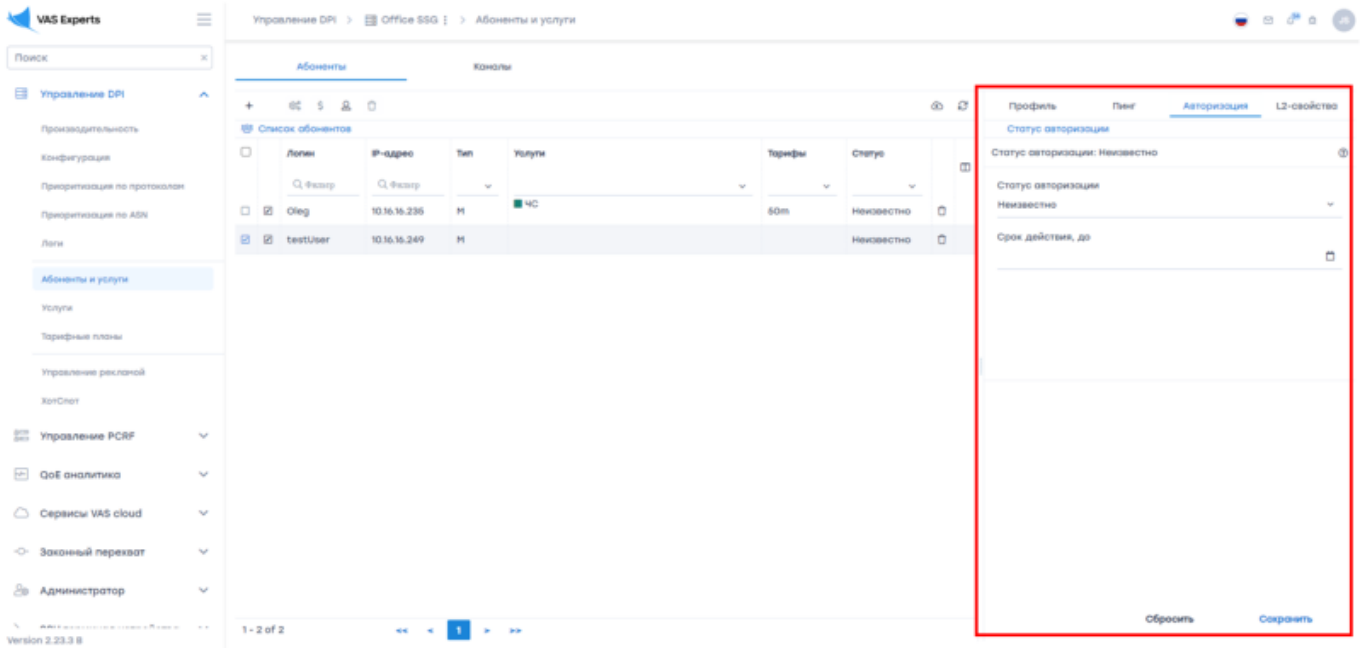 VAS Experts
Управление DPI > Office SSG > Абоненты и услуги
Поиск
Управление DPI
Производительность
Конфигурация
Приоритизация по протоколам
Приоритизация по ASN
Логи
Абоненты и услуги
Услуги
Тарифные планы
Управление рекламой
ХотСпот
Управление PCRF
QoE аналитика
Сервисы VAS cloud
Законный перехват
Администратор
Version 2.23.3 B
Абоненты Каналы
Список абонентов
Логин IP-адрес Тип Услуги Тарифы Статус
Фильтр Фильтр
Oleg 10.16.16.235 М ЧС 50m Неизвестно
testUser 10.16.16.249 М Неизвестно
1 - 2 of 2 << < 1 > >>
Профиль Пинг Авторизация L2-свойства
Статус авторизации
Статус авторизации: Неизвестно
Статус авторизации
Неизвестно
Срок действия, до
Сбросить Сохранить